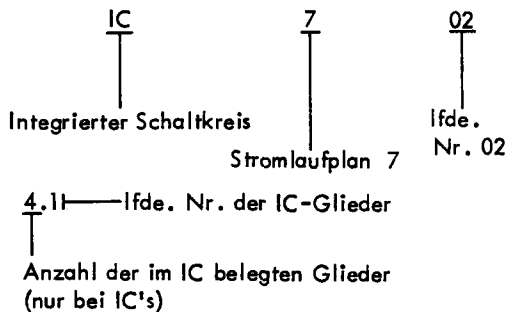 IC 7 02
Integrierter Schaltkreis
lfde.
Nr. 02
Stromlaufplan 7
4.1 lfde. Nr. der IC-Glieder
Anzahl der im IC belegten Glieder
(nur bei IC's)